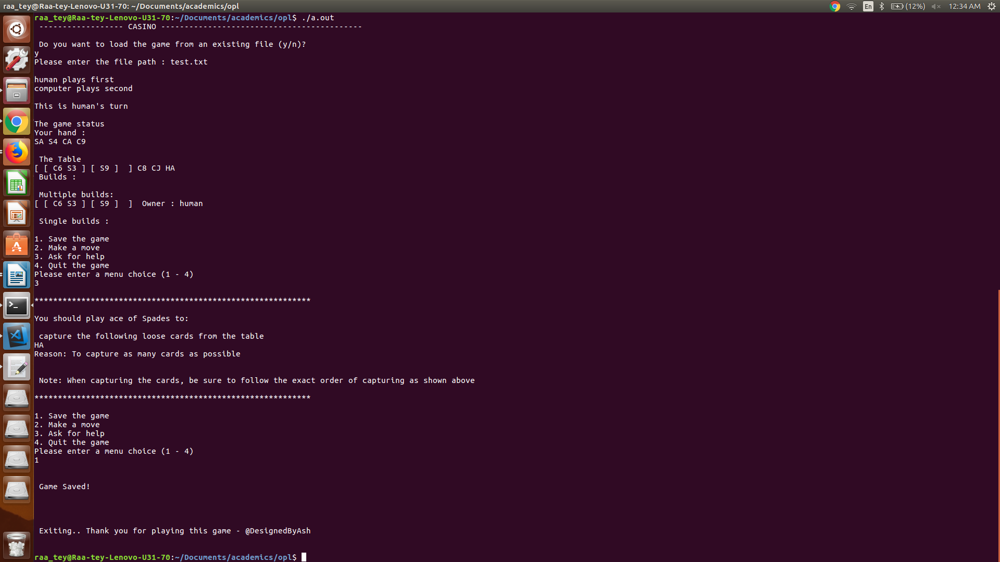 raa_tey@Raa-tey-Lenovo-U31-70: ~/Documents/academics/opl
En (12%) 12:34 AM
raa_tey@Raa-tey-Lenovo-U31-70:~/Documents/academics/opl$ ./a.out
------------------ CASINO -------------------------------------------
Do you want to load the game from an existing file (y/n)?
y
Please enter the file path : test.txt
human plays first
computer plays second
This is human's turn
The game status
Your hand :
SA S4 CA C9
The Table
[ [ C6 S3 ] [ S9 ]  ] C8 CJ HA
Builds :
Multiple builds:
[ [ C6 S3 ] [ S9 ]  ]  Owner : human
Single builds :
1. Save the game
2. Make a move
3. Ask for help
4. Quit the game
Please enter a menu choice (1 - 4)
3
***********************************************************
You should play ace of Spades to:
capture the following loose cards from the table
HA
Reason: To capture as many cards as possible
Note: When capturing the cards, be sure to follow the exact order of capturing as shown above
***********************************************************
1. Save the game
2. Make a move
3. Ask for help
4. Quit the game
Please enter a menu choice (1 - 4)
1
Game Saved!
Exiting.. Thank you for playing this game - @DesignedByAsh
raa_tey@Raa-tey-Lenovo-U31-70:~/Documents/academics/opl$